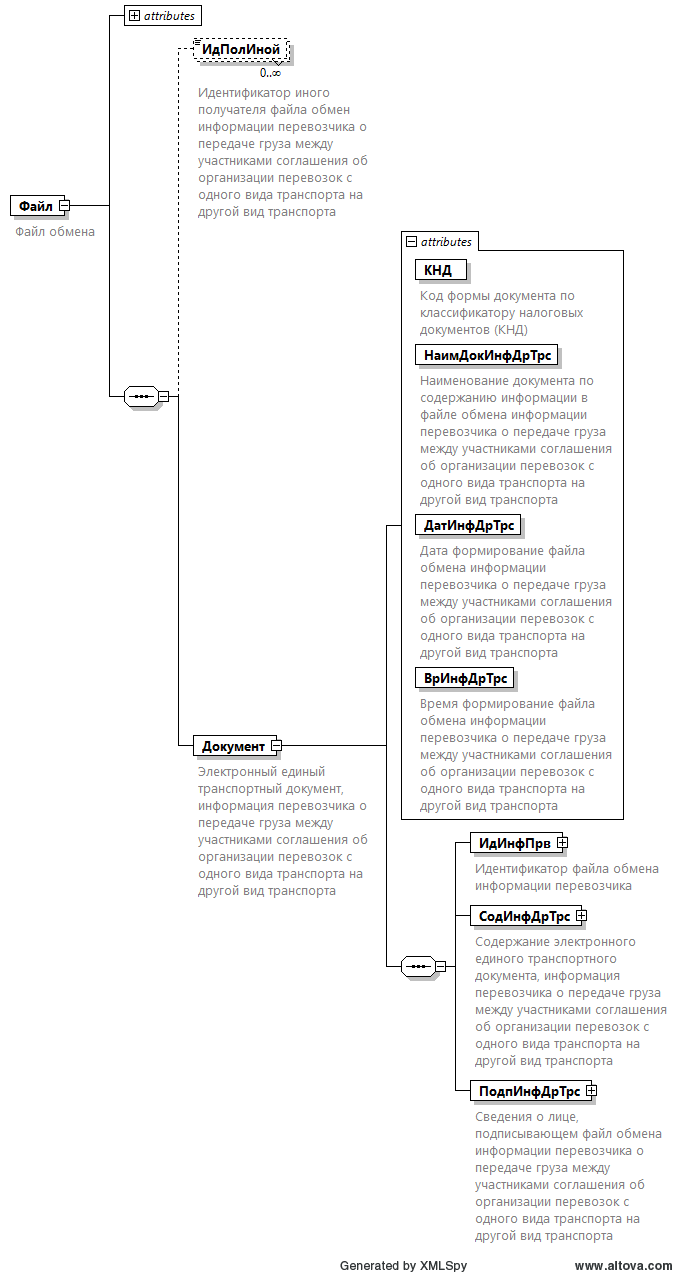 attributes
ИдПолИной
0..∞
Идентификатор иного
получателя файла обмен
информации перевозчика о
передаче груза между
участниками соглашения об
организации перевозок с
одного вида транспорта на
другой вид транспорта
Файл
Файл обмена
attributes
КНД
Код формы документа по
классификатору налоговых
документов (КНД)
НаимДокИнфДрТрс
Наименование документа по
содержанию информации в
файле обмена информации
перевозчика о передаче груза
между участниками соглашения
об организации перевозок с
одного вида транспорта на
другой вид транспорта
ДатИнфДрТрс
Дата формирование файла
обмена информации
перевозчика о передаче груза
между участниками соглашения
об организации перевозок с
одного вида транспорта на
другой вид транспорта
ВрИнфДрТрс
Время формирование файла
обмена информации
перевозчика о передаче груза
между участниками соглашения
об организации перевозок с
одного вида транспорта на
другой вид транспорта
Документ
Электронный единый
транспортный документ,
информация перевозчика о
передаче груза между
участниками соглашения об
организации перевозок с
одного вида транспорта на
другой вид транспорта
ИдИнфПрв
Идентификатор файла обмена
информации перевозчика
СодИнфДрТрс
Содержание электронного
единого транспортного
документа, информация
перевозчика о передаче груза
между участниками соглашения
об организации перевозок с
одного вида транспорта на
другой вид транспорта
ПодпИнфДрТрс
Сведения о лице,
подписывающем файл обмена
информации перевозчика о
передаче груза между
участниками соглашения об
организации перевозок с
одного вида транспорта на
другой вид транспорта
Generated by XMLSpy
www.altova.com